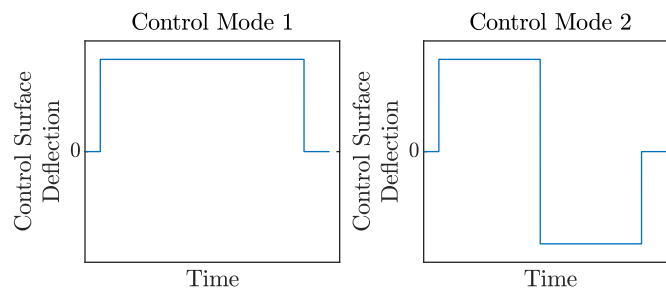 Control Mode 1
Control Surface
Deflection
0
Time
Control Mode 2
Control Surface
Deflection
0
Time